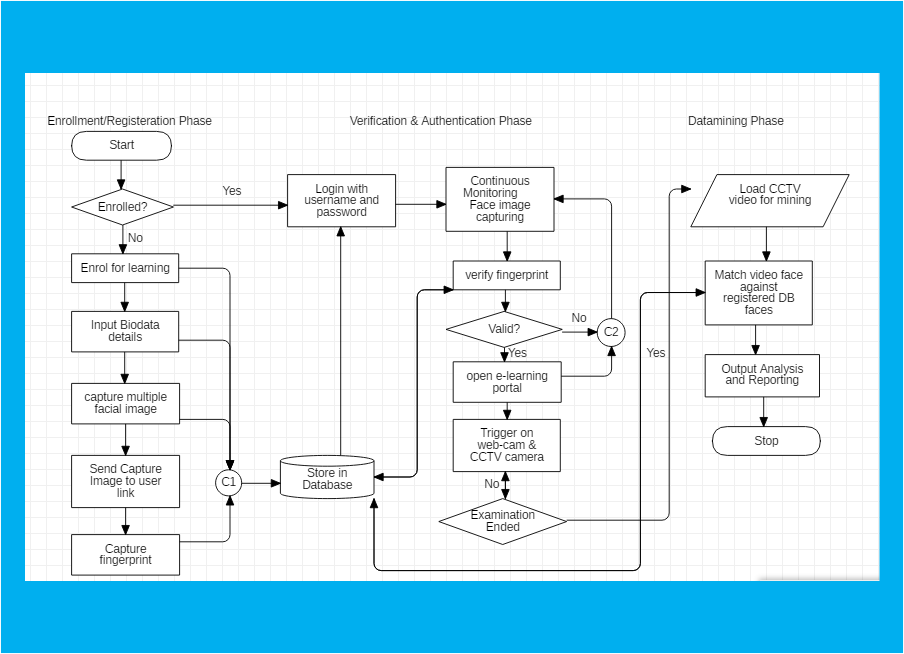 Enrollment/Registeration Phase
Start
Enrolled?
Yes
No
Enrol for learning
Input Biodata
details
capture multiple
facial image
Send Capture
Image to user
link
Capture
fingerprint
C1
Store in
Database
Verification & Authentication Phase
Login with
username and
password
Continuous
Monitoring
Face image
capturing
verify fingerprint
Valid?
No
C2
Yes
open e-learning
portal
Trigger on
web-cam &
CCTV camera
No
Examination
Ended
Yes
Datamining Phase
Load CCTV
video for mining
Match video face
against
registered DB
faces
Output Analysis
and Reporting
Stop